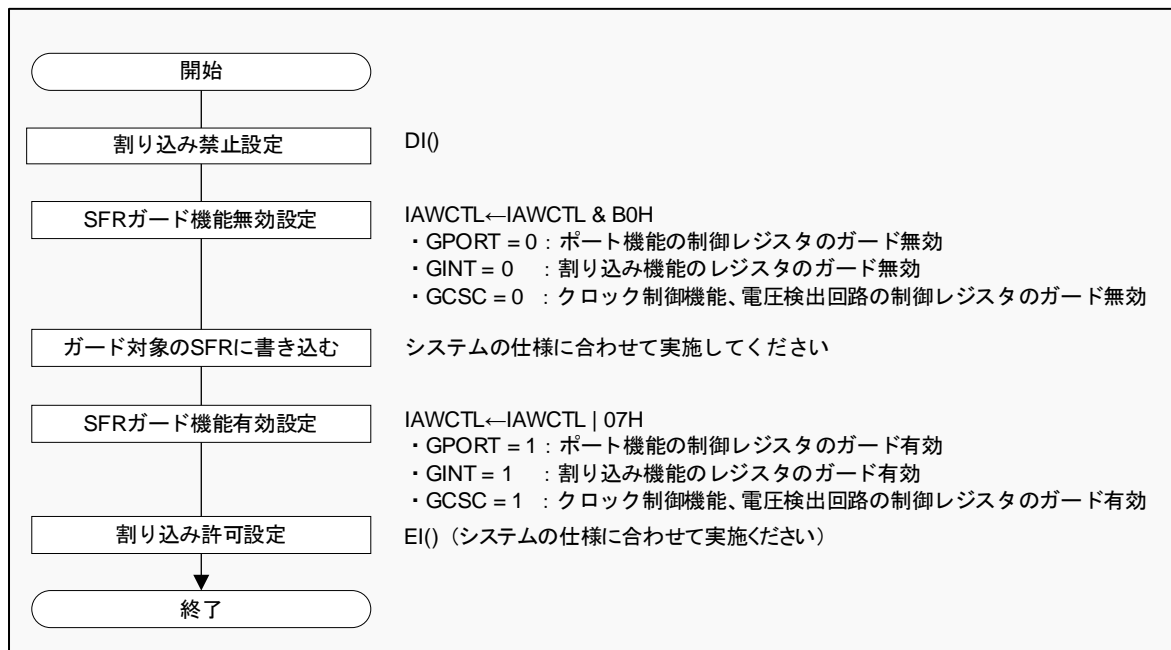 開始
割り込み禁止設定 DI()
SFRガード機能無効設定 IAWCTL←IAWCTL & B0H
・GPORT = 0 : ポート機能の制御レジスタのガード無効
・GINT = 0 : 割り込み機能のレジスタのガード無効
・GCSC = 0 : クロック制御機能、電圧検出回路の制御レジスタのガード無効
ガード対象のSFRに書き込む システムの仕様に合わせて実施してください
SFRガード機能有効設定 IAWCTL←IAWCTL | 07H
・GPORT = 1 : ポート機能の制御レジスタのガード有効
・GINT = 1 : 割り込み機能のレジスタのガード有効
・GCSC = 1 : クロック制御機能、電圧検出回路の制御レジスタのガード有効
割り込み許可設定 EI()（システムの仕様に合わせて実施ください）
終了